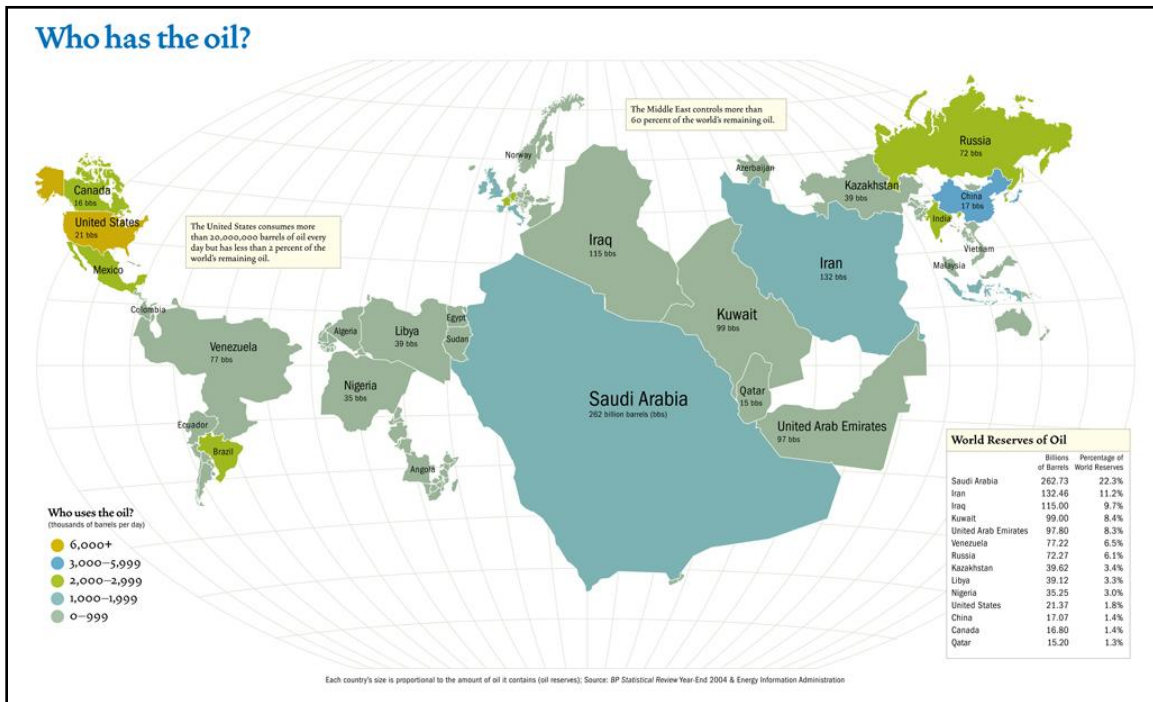 Who has the oil?
The Middle East controls more than
60 percent of the world's remaining oil.
Norway
Azerbaijan
Russia
72 bbs
Canada
16 bbs
Kazakhstan
39 bbs
China
17 bbs
United States
21 bbs
The United States consumes more
than 20,000,000 barrels of oil every
day but has less than 2 percent of the
world's remaining oil.
India
Iraq
115 bbs
Iran
132 bbs
Vietnam
Mexico
Malaysia
Colombia
Egypt
Kuwait
99 bbs
Algeria
Libya
39 bbs
Sudan
Venezuela
77 bbs
Nigeria
35 bbs
Qatar
15 bbs
Saudi Arabia
262 billion barrels (bbs)
Ecuador
United Arab Emirates
97 bbs
Brazil
Angola
World Reserves of Oil
Billions Percentage of
of Barrels World Reserves
Saudi Arabia 262.73 22.3%
Iran 132.46 11.2%
Iraq 115.00 9.7%
Kuwait 99.00 8.4%
United Arab Emirates 97.80 8.3%
Venezuela 77.22 6.5%
Russia 72.27 6.1%
Kazakhstan 39.62 3.4%
Libya 39.12 3.3%
Nigeria 35.25 3.0%
United States 21.37 1.8%
China 17.07 1.4%
Canada 16.80 1.4%
Qatar 15.20 1.3%
Who uses the oil?
(thousands of barrels per day)
6,000+
3,000–5,999
2,000–2,999
1,000–1,999
0–999
Each country's size is proportional to the amount of oil it contains (oil reserves); Source: BP Statistical Review Year-End 2004 & Energy Information Administration